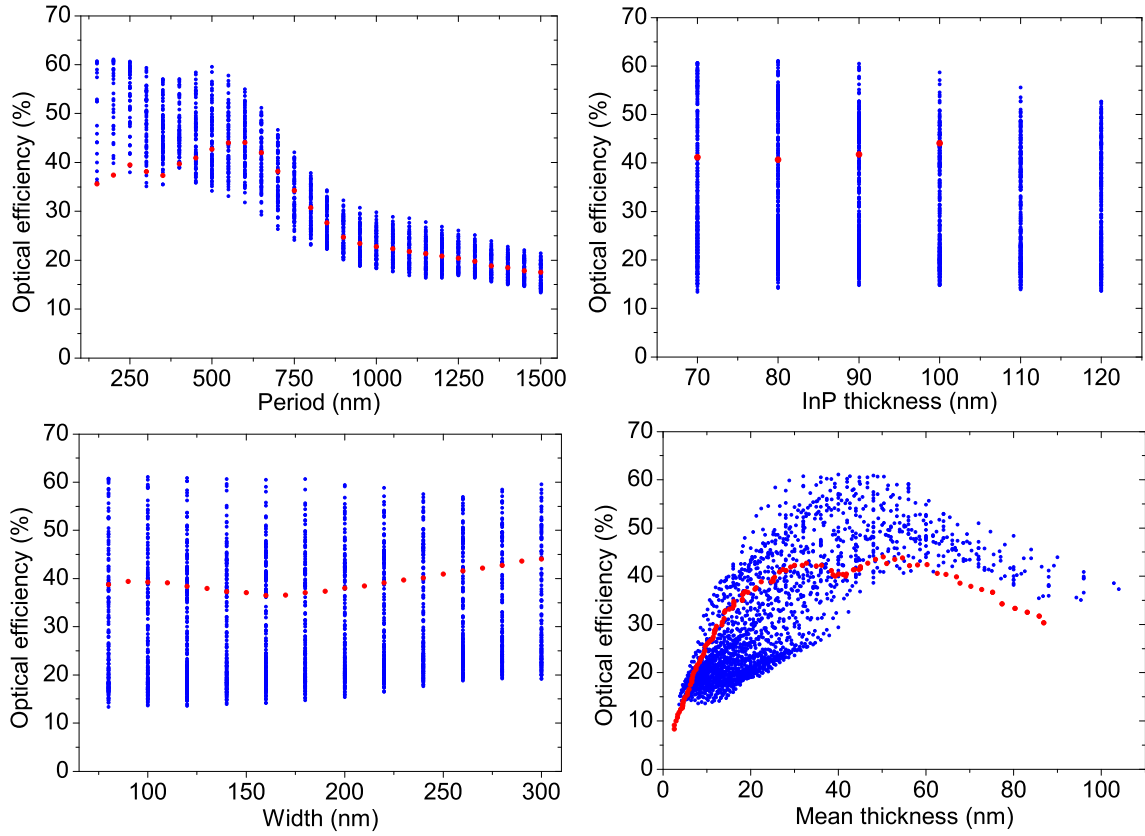 70
60
50
40
30
20
10
0
Optical efficiency (%)
250 500 750 1000 1250 1500
Period (nm)
70
60
50
40
30
20
10
0
Optical efficiency (%)
70 80 90 100 110 120
InP thickness (nm)
70
60
50
40
30
20
10
0
Optical efficiency (%)
100 150 200 250 300
Width (nm)
70
60
50
40
30
20
10
0
Optical efficiency (%)
0 20 40 60 80 100
Mean thickness (nm)